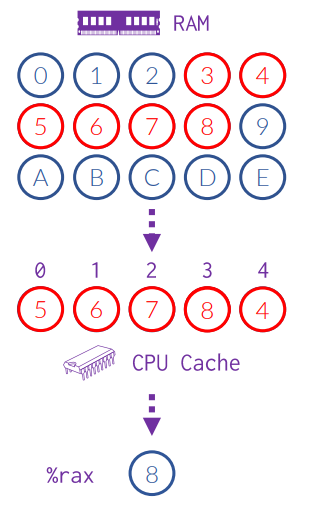 RAM
0 1 2 3 4
5 6 7 8 9
A B C D E
0 1 2 3 4
5 6 7 8 4
CPU Cache
%rax 8